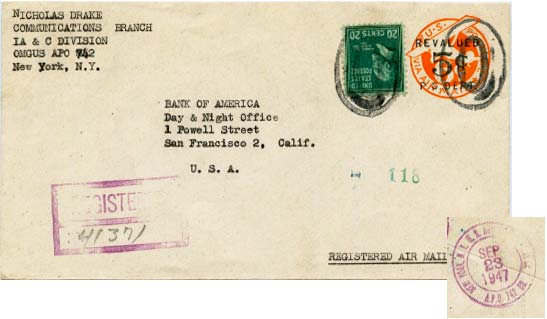 NICHOLAS DRAKE
COMMUNICATIONS BRANCH
IA & C DIVISION
OMGUS APO 742
New York, N.Y.
20 CENTS 20
UNITED
STATES
POSTAGE
U.S.
REVALUED
5¢
P.O. DEPT.
VIA AIR MAIL
BANK OF AMERICA
Day & Night Office
1 Powell Street
San Francisco 2, Calif.
U. S. A.
118
REGISTERED
41371
REGISTERED AIR MAIL
SEP
23
1947
A.P.O. 742